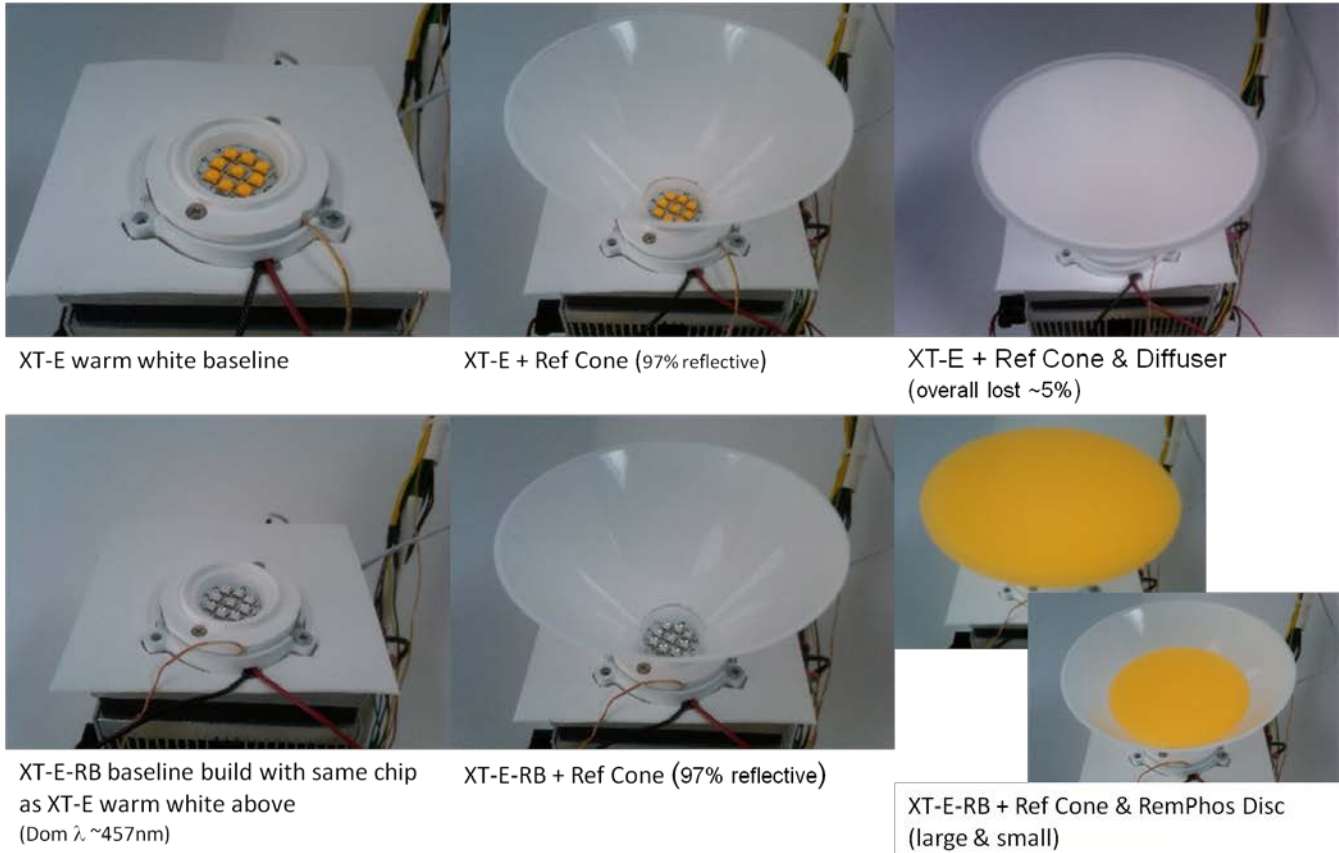 XT-E warm white baseline
XT-E + Ref Cone (97% reflective)
XT-E + Ref Cone & Diffuser
(overall lost ~5%)
XT-E-RB baseline build with same chip
as XT-E warm white above
(Dom λ ~457nm)
XT-E-RB + Ref Cone (97% reflective)
XT-E-RB + Ref Cone & RemPhos Disc
(large & small)